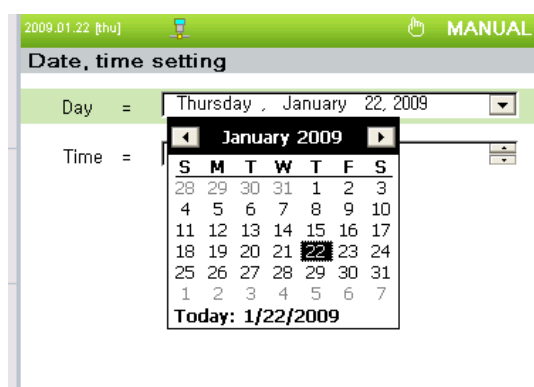 2009.01.22 [thu]
MANUAL
Date, time setting
Day = Thursday , January 22, 2009
January 2009
Time =
S M T W T F S
28 29 30 31 1 2 3
4 5 6 7 8 9 10
11 12 13 14 15 16 17
18 19 20 21 22 23 24
25 26 27 28 29 30 31
1 2 3 4 5 6 7
Today: 1/22/2009